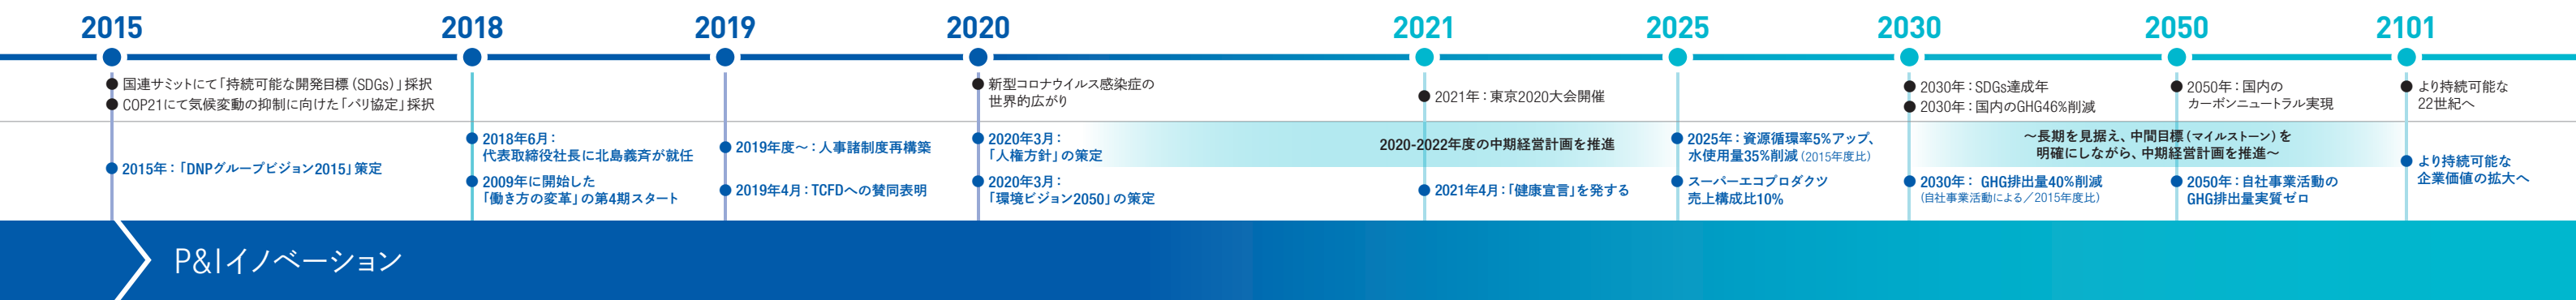 2015
2018
2019
2020
2021
2025
2030
2050
2101
国連サミットにて「持続可能な開発目標（SDGs）」採択
COP21にて気候変動の抑制に向けた「パリ協定」採択
新型コロナウイルス感染症の
世界的広がり
2021年：東京2020大会開催
2030年：SDGs達成年
2030年：国内のGHG46%削減
2050年：国内の
カーボンニュートラル実現
より持続可能な
22世紀へ
2015年：「DNPグループビジョン2015」策定
2018年6月：
代表取締役社長に北島義斉が就任
2009年に開始した
「働き方の変革」の第4期スタート
2019年度～：人事諸制度再構築
2019年4月：TCFDへの賛同表明
2020年3月：
「人権方針」の策定
2020年3月：
「環境ビジョン2050」の策定
2020-2022年度の中期経営計画を推進
2021年4月：「健康宣言」を発する
2025年：資源循環率5%アップ、
水使用量35%削減（2015年度比）
スーパーエコプロダクツ
売上構成比10%
～長期を見据え、中間目標（マイルストーン）を
明確にしながら、中期経営計画を推進～
2030年： GHG排出量40%削減
（自社事業活動による／2015年度比）
2050年：自社事業活動の
GHG排出量実質ゼロ
より持続可能な
企業価値の拡大へ
P&Iイノベーション